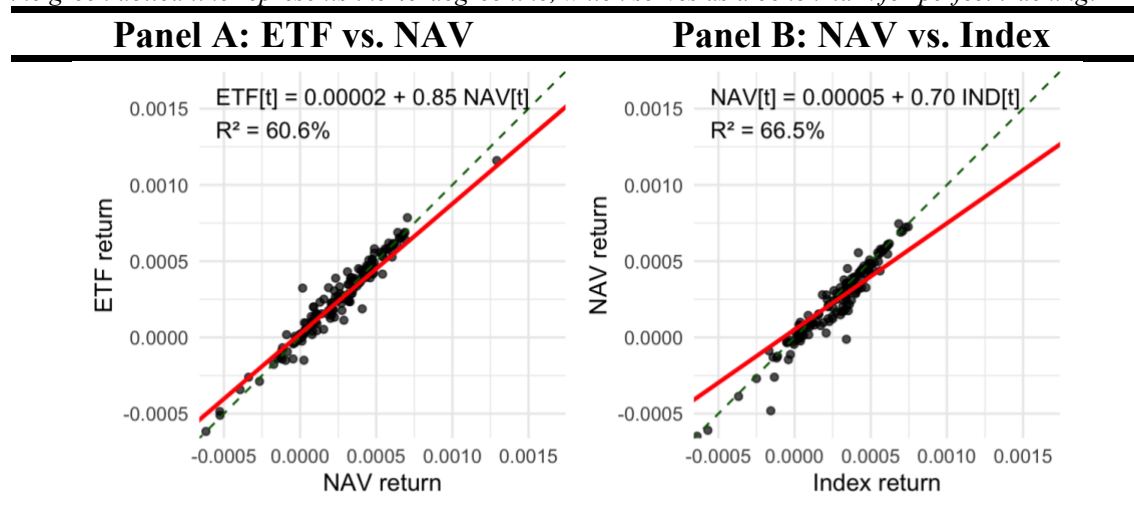 Panel A: ETF vs. NAV
Panel B: NAV vs. Index
ETF[t] = 0.00002 + 0.85 NAV[t]
R² = 60.6%
0.0015
0.0010
0.0005
0.0000
-0.0005
ETF return
-0.0005 0.0000 0.0005 0.0010 0.0015
NAV return
NAV[t] = 0.00005 + 0.70 IND[t]
R² = 66.5%
0.0015
0.0010
0.0005
0.0000
-0.0005
NAV return
-0.0005 0.0000 0.0005 0.0010 0.0015
Index return